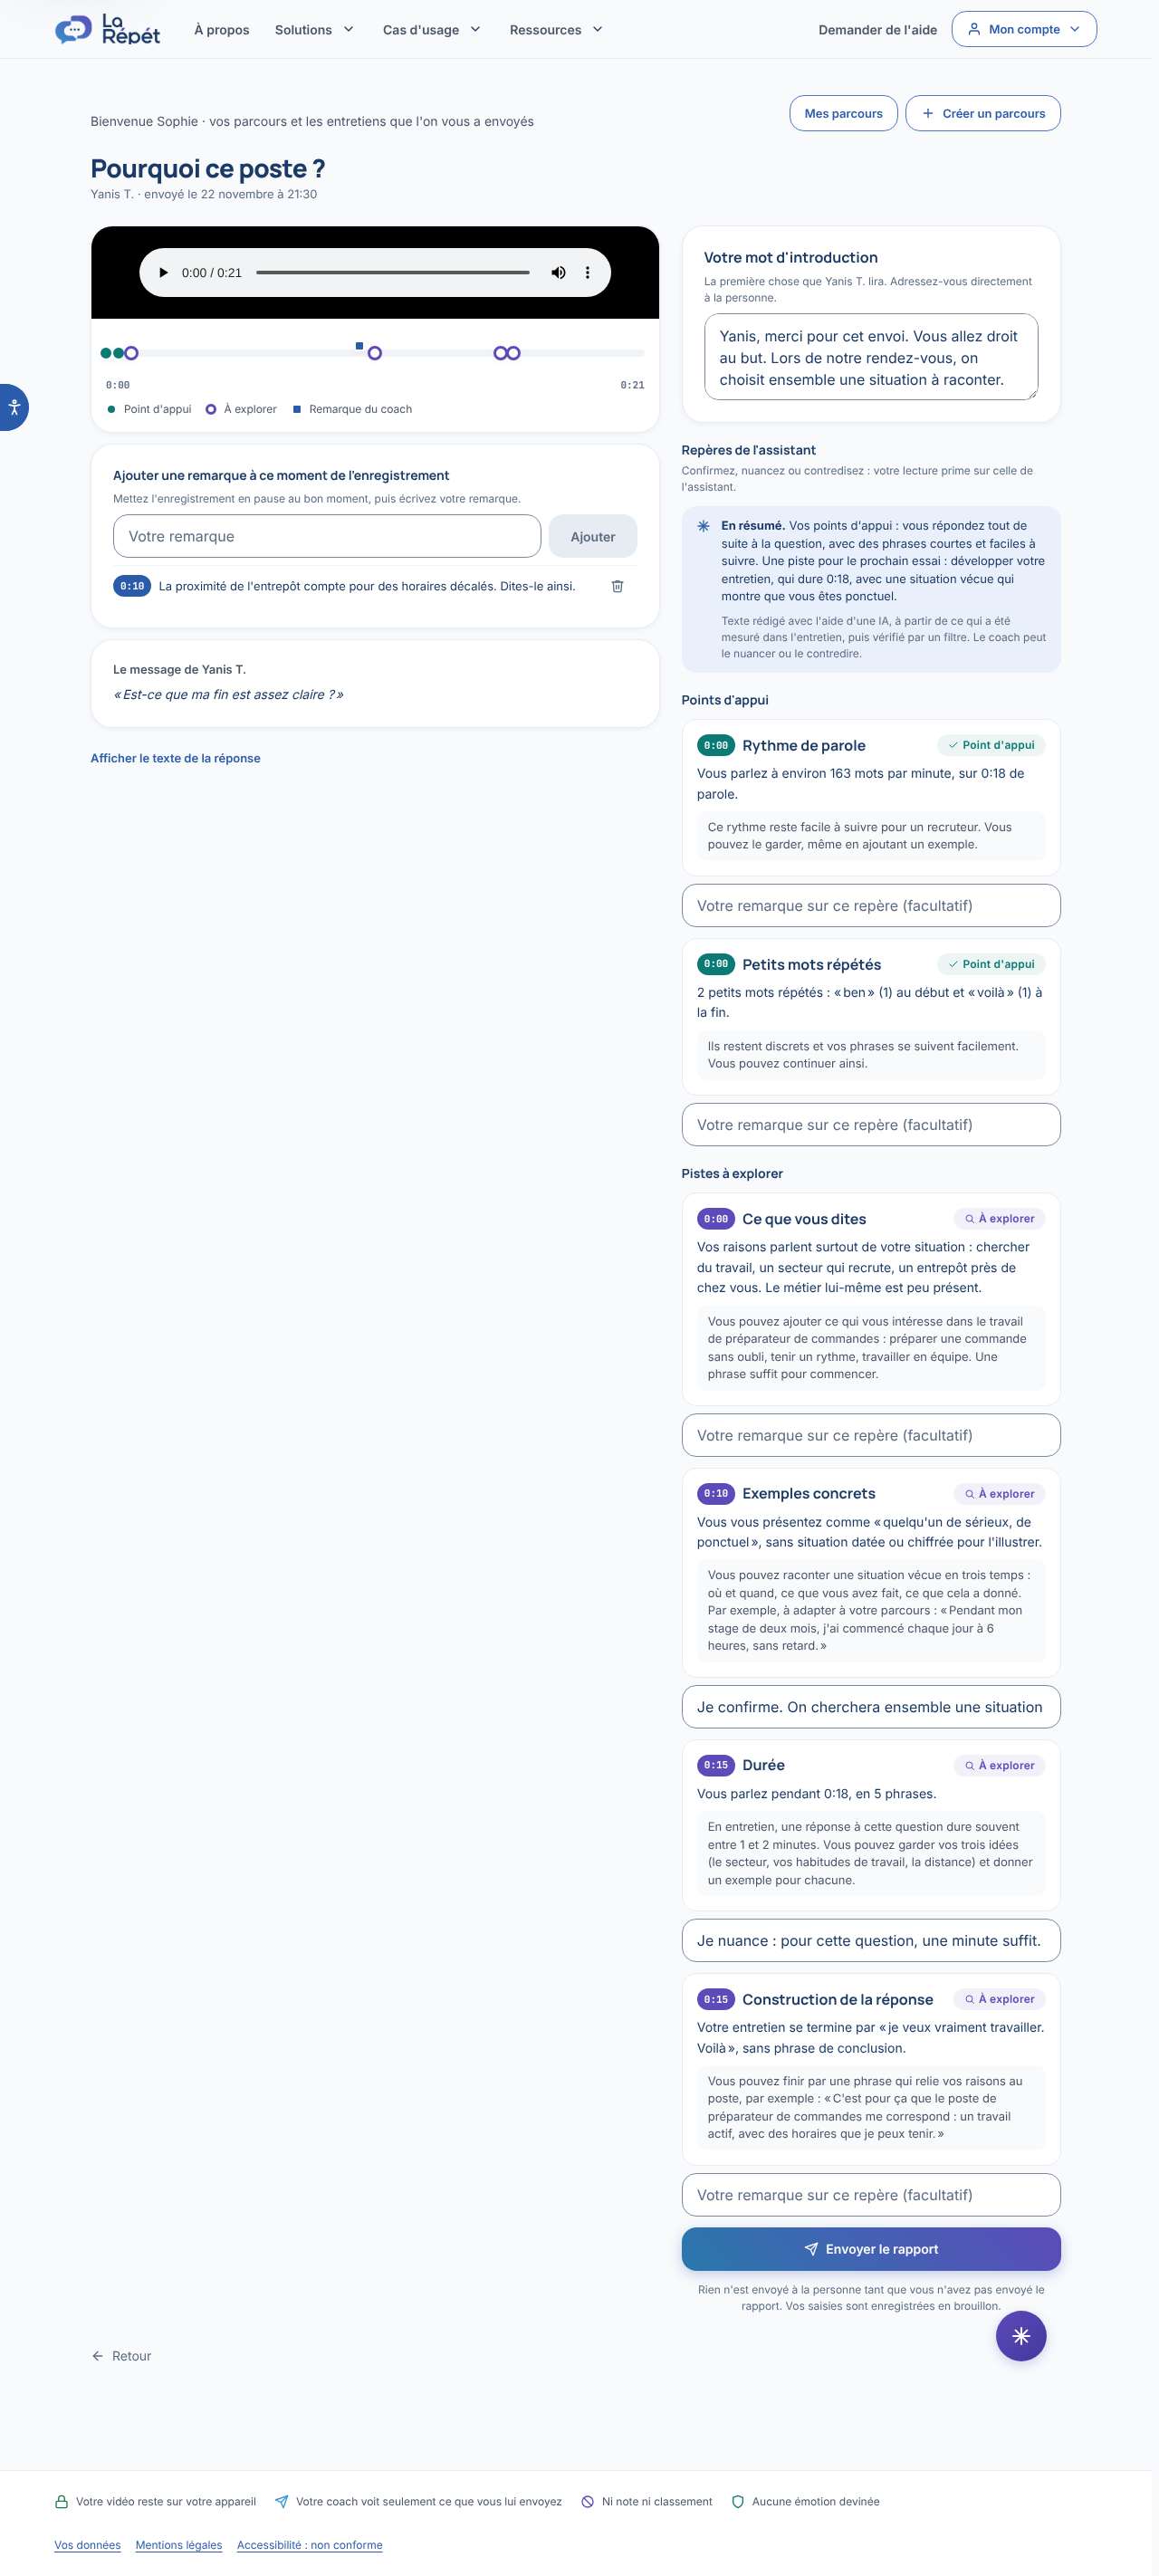 La Répét
À propos
Solutions
Cas d'usage
Ressources
Demander de l'aide
Mon compte
Bienvenue Sophie · vos parcours et les entretiens que l'on vous a envoyés
Mes parcours
Créer un parcours
Pourquoi ce poste ?
Yanis T. · envoyé le 22 novembre à 21:30
0:00 / 0:21
0:00
0:21
Point d'appui
À explorer
Remarque du coach
Ajouter une remarque à ce moment de l'enregistrement
Mettez l'enregistrement en pause au bon moment, puis écrivez votre remarque.
Votre remarque
Ajouter
0:10 La proximité de l'entrepôt compte pour des horaires décalés. Dites-le ainsi.
Le message de Yanis T.
« Est-ce que ma fin est assez claire ? »
Afficher le texte de la réponse
Votre mot d'introduction
La première chose que Yanis T. lira. Adressez-vous directement
à la personne.
Yanis, merci pour cet envoi. Vous allez droit
au but. Lors de notre rendez-vous, on
choisit ensemble une situation à raconter.
Repères de l'assistant
Confirmez, nuancez ou contredisez : votre lecture prime sur celle de
l'assistant.
En résumé. Vos points d'appui : vous répondez tout de
suite à la question, avec des phrases courtes et faciles à
suivre. Une piste pour le prochain essai : développer votre
entretien, qui dure 0:18, avec une situation vécue qui
montre que vous êtes ponctuel.
Texte rédigé avec l'aide d'une IA, à partir de ce qui a été
mesuré dans l'entretien, puis vérifié par un filtre. Le coach peut
le nuancer ou le contredire.
Points d'appui
0:00 Rythme de parole
Point d'appui
Vous parlez à environ 163 mots par minute, sur 0:18 de
parole.
Ce rythme reste facile à suivre pour un recruteur. Vous
pouvez le garder, même en ajoutant un exemple.
Votre remarque sur ce repère (facultatif)
0:00 Petits mots répétés
Point d'appui
2 petits mots répétés : « ben » (1) au début et « voilà » (1) à
la fin.
Ils restent discrets et vos phrases se suivent facilement.
Vous pouvez continuer ainsi.
Votre remarque sur ce repère (facultatif)
Pistes à explorer
0:00 Ce que vous dites
À explorer
Vos raisons parlent surtout de votre situation : chercher
du travail, un secteur qui recrute, un entrepôt près de
chez vous. Le métier lui-même est peu présent.
Vous pouvez ajouter ce qui vous intéresse dans le travail
de préparateur de commandes : préparer une commande
sans oubli, tenir un rythme, travailler en équipe. Une
phrase suffit pour commencer.
Votre remarque sur ce repère (facultatif)
0:10 Exemples concrets
À explorer
Vous vous présentez comme « quelqu'un de sérieux, de
ponctuel », sans situation datée ou chiffrée pour l'illustrer.
Vous pouvez raconter une situation vécue en trois temps :
où et quand, ce que vous avez fait, ce que cela a donné.
Par exemple, à adapter à votre parcours : « Pendant mon
stage de deux mois, j'ai commencé chaque jour à 6
heures, sans retard. »
Je confirme. On cherchera ensemble une situation
0:15 Durée
À explorer
Vous parlez pendant 0:18, en 5 phrases.
En entretien, une réponse à cette question dure souvent
entre 1 et 2 minutes. Vous pouvez garder vos trois idées
(le secteur, vos habitudes de travail, la distance) et donner
un exemple pour chacune.
Je nuance : pour cette question, une minute suffit.
0:15 Construction de la réponse
À explorer
Votre entretien se termine par « je veux vraiment travailler.
Voilà », sans phrase de conclusion.
Vous pouvez finir par une phrase qui relie vos raisons au
poste, par exemple : « C'est pour ça que le poste de
préparateur de commandes me correspond : un travail
actif, avec des horaires que je peux tenir. »
Votre remarque sur ce repère (facultatif)
Envoyer le rapport
Rien n'est envoyé à la personne tant que vous n'avez pas envoyé le
rapport. Vos saisies sont enregistrées en brouillon.
Retour
Votre vidéo reste sur votre appareil
Votre coach voit seulement ce que vous lui envoyez
Ni note ni classement
Aucune émotion devinée
Vos données
Mentions légales
Accessibilité : non conforme